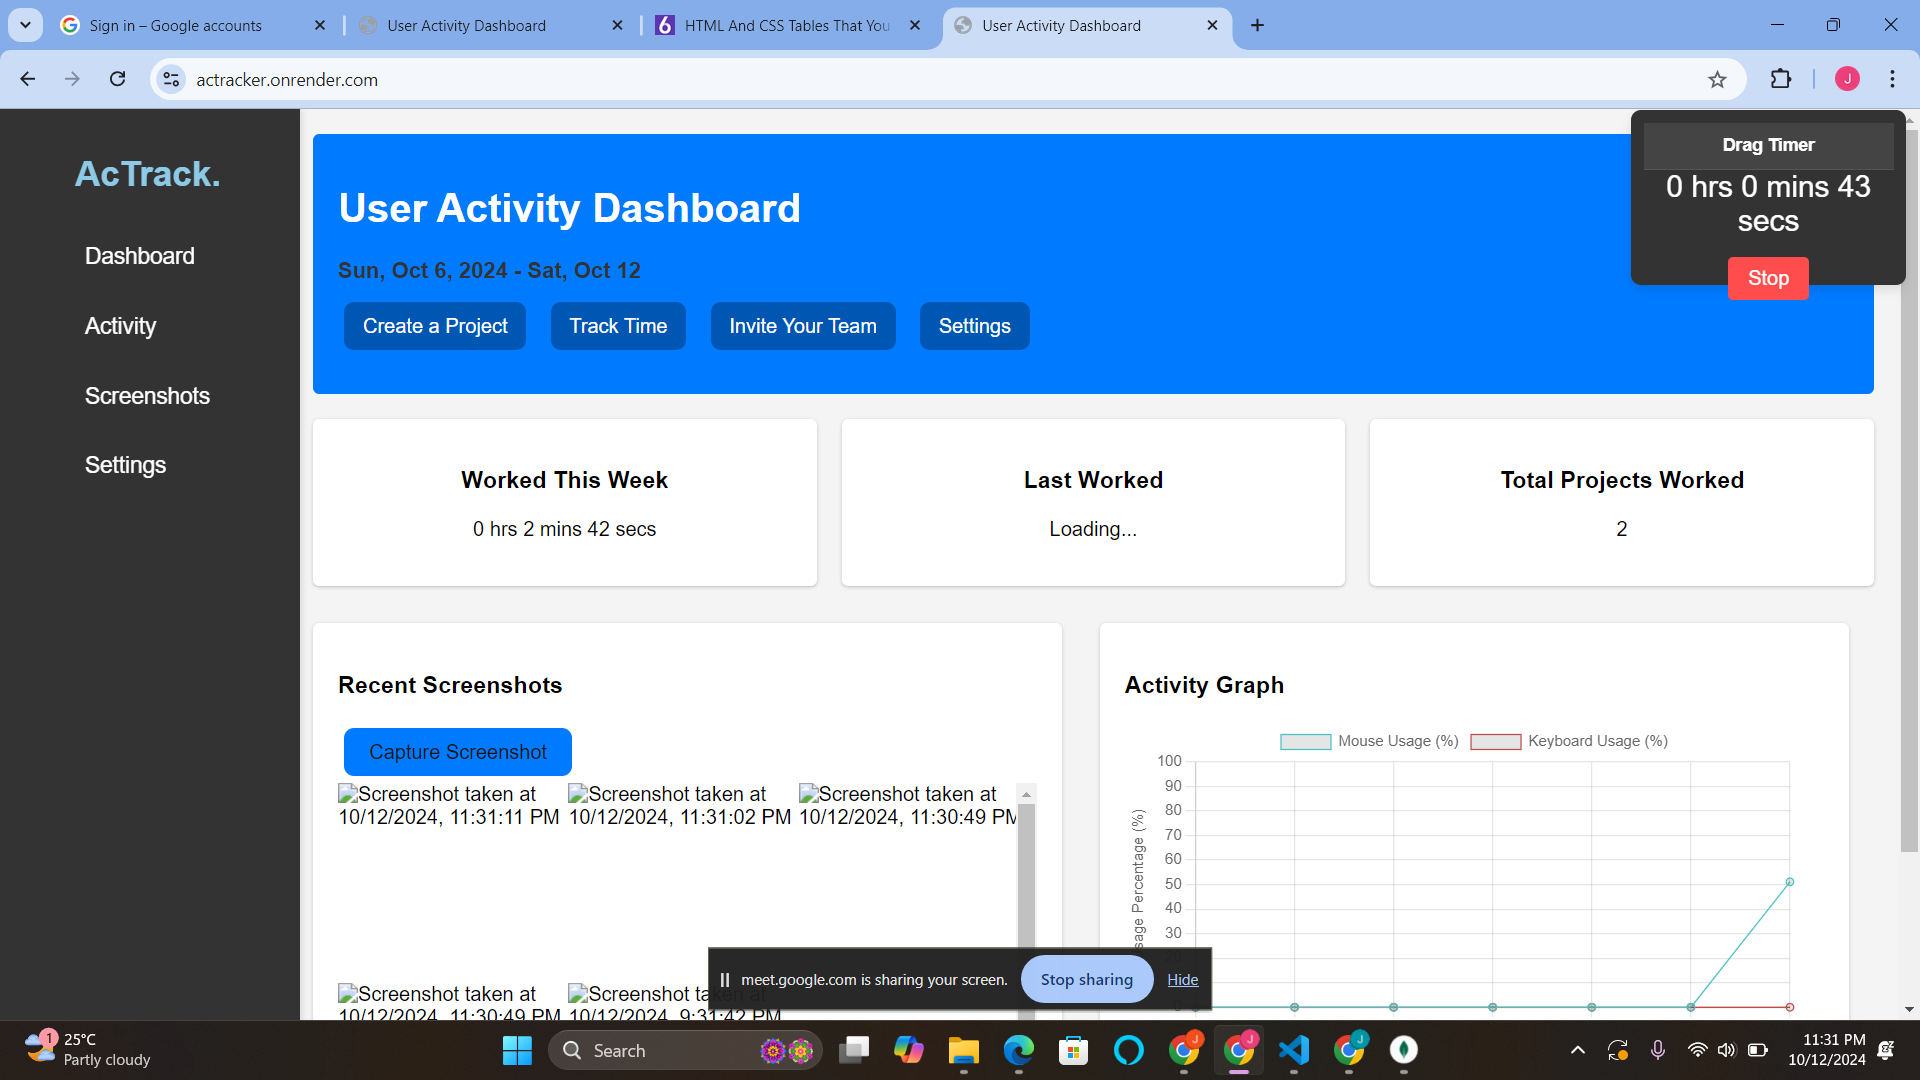 Sign in – Google accounts
User Activity Dashboard
HTML And CSS Tables That You
User Activity Dashboard
actracker.onrender.com
J
AcTrack.
Dashboard
Activity
Screenshots
Settings
User Activity Dashboard
Sun, Oct 6, 2024 - Sat, Oct 12
Create a Project
Track Time
Invite Your Team
Settings
Drag Timer
0 hrs 0 mins 43
secs
Stop
Worked This Week
0 hrs 2 mins 42 secs
Last Worked
Loading...
Total Projects Worked
2
Recent Screenshots
Capture Screenshot
Screenshot taken at
10/12/2024, 11:31:11 PM
Screenshot taken at
10/12/2024, 11:31:02 PM
Screenshot taken at
10/12/2024, 11:30:49 PM
Screenshot taken at
10/12/2024, 11:30:49 PM
Screenshot taken at
10/12/2024, 9:31:42 PM
Activity Graph
Mouse Usage (%)
Keyboard Usage (%)
100
90
80
70
60
50
40
30
Percentage (%)
meet.google.com is sharing your screen.
Stop sharing
Hide
1
25°C
Partly cloudy
Search
J
J
J
11:31 PM
10/12/2024